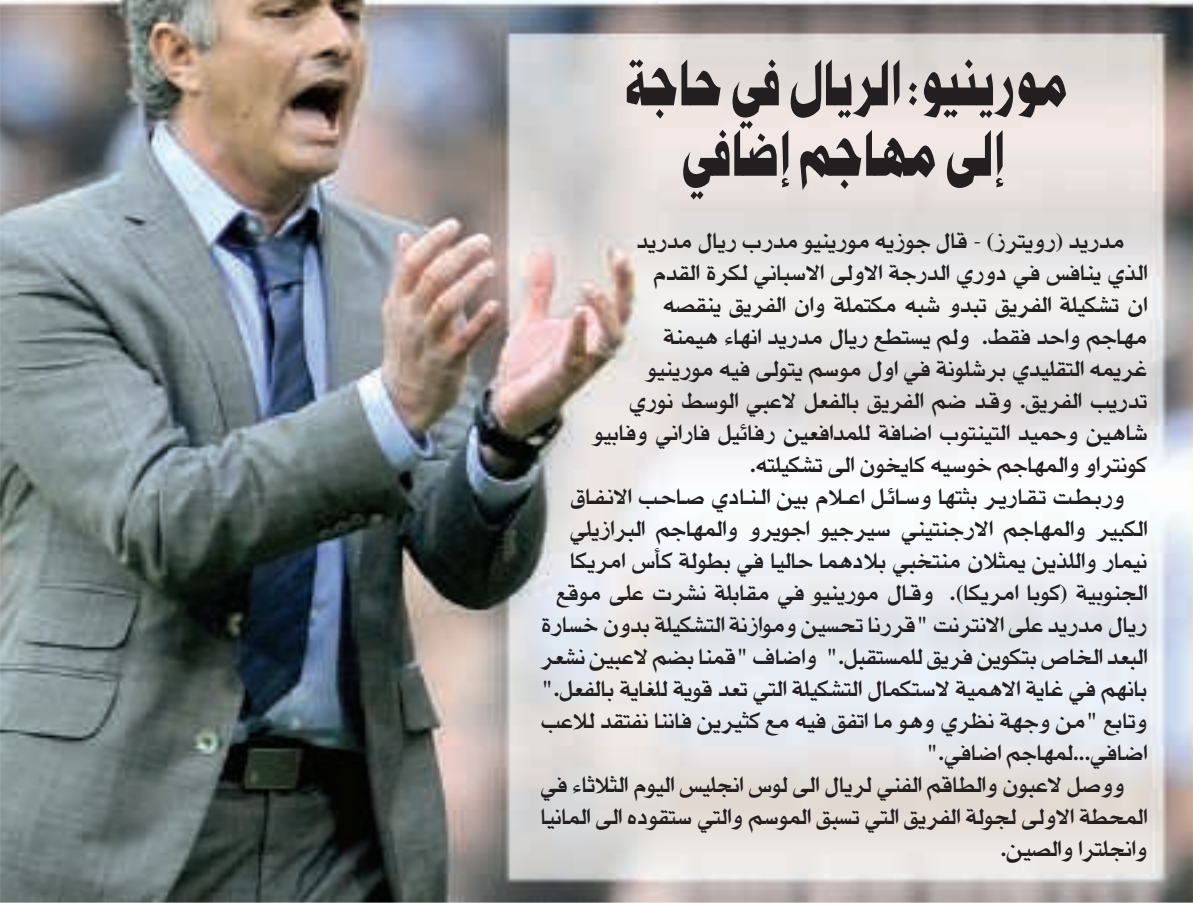 مورينيو: الريال في حاجة
إلى مهاجم إضافي
مدريد (رويترز) - قال جوزيه مورينيو مدرب ريال مدريد
الذي ينافس في دوري الدرجة الاولى الاسباني لكرة القدم
ان تشكيلة الفريق تبدو شبه مكتملة وان الفريق ينقصه
مهاجم واحد فقط. ولم يستطع ريال مدريد انهاء هيمنة
غريمه التقليدي برشلونة في اول موسم يتولى فيه مورينيو
تدريب الفريق. وقد ضم الفريق بالفعل لاعبي الوسط نوري
شاهين وحميد التينتوب اضافة للمدافعين رفائيل فاراني وفابيو
كونتراو والمهاجم خوسيه كايخون الى تشكيلته.
وربطت تقارير بثتها وسائل اعلام بين النادي صاحب الانفاق
الكبير والمهاجم الارجنتيني سيرجيو اجويرو والمهاجم البرازيلي
نيمار واللذين يمثلان منتخبي بلادهما حاليا في بطولة كأس امريكا
الجنوبية (كوبا امريكا). وقال مورينيو في مقابلة نشرت على موقع
ريال مدريد على الانترنت "قررنا تحسين وموازنة التشكيلة بدون خسارة
البعد الخاص بتكوين فريق للمستقبل." واضاف "قمنا بضم لاعبين نشعر
بانهم في غاية الاهمية لاستكمال التشكيلة التي تعد قوية للغاية بالفعل."
وتابع "من وجهة نظري وهو ما اتفق فيه مع كثيرين فاننا نفتقد للاعب
اضافي...لمهاجم اضافي."
ووصل لاعبون والطاقم الفني لريال الى لوس انجليس اليوم الثلاثاء في
المحطة الاولى لجولة الفريق التي تسبق الموسم والتي ستقوده الى المانيا
وانجلترا والصين.